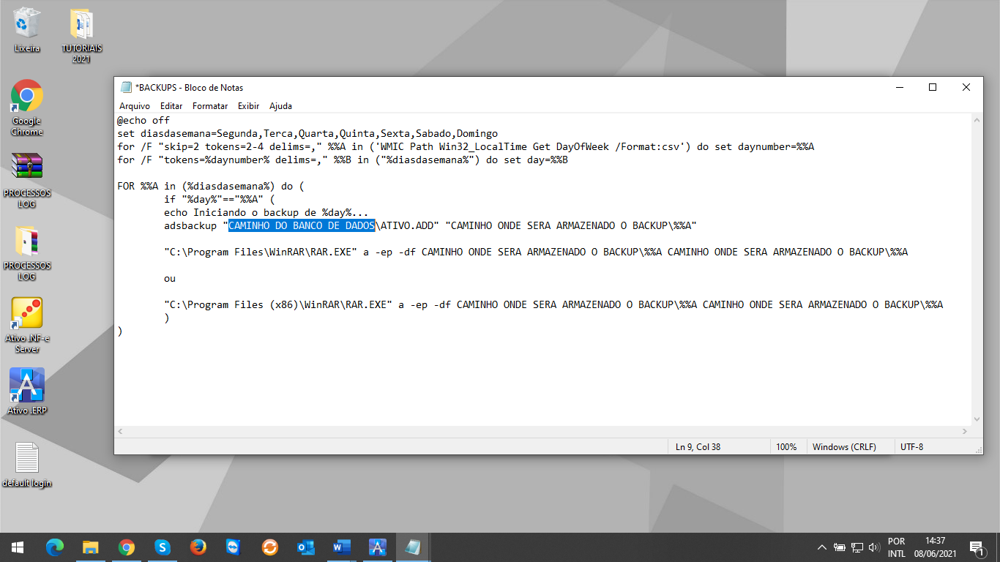 Lixeira
TUTORIAIS
2021
Google
Chrome
PROCESSOS
LOG
PROCESSOS
LOG
Ativo .NF-e
Server
Ativo .ERP
default login
*BACKUPS - Bloco de Notas
Arquivo Editar Formatar Exibir Ajuda
@echo off
set diasdasemana=Segunda,Terca,Quarta,Quinta,Sexta,Sabado,Domingo
for /F "skip=2 tokens=2-4 delims=," %%A in ('WMIC Path Win32_LocalTime Get DayOfWeek /Format:csv') do set daynumber=%%A
for /F "tokens=%daynumber% delims=," %%B in ("%diasdasemana%") do set day=%%B
FOR %%A in (%diasdasemana%) do (
if "%day%"=="%%A" (
echo Iniciando o backup de %day%...
adsbackup "CAMINHO DO BANCO DE DADOS\ATIVO.ADD" "CAMINHO ONDE SERA ARMAZENADO O BACKUP\%%A"
"C:\Program Files\WinRAR\RAR.EXE" a -ep -df CAMINHO ONDE SERA ARMAZENADO O BACKUP\%%A CAMINHO ONDE SERA ARMAZENADO O BACKUP\%%A
ou
"C:\Program Files (x86)\WinRAR\RAR.EXE" a -ep -df CAMINHO ONDE SERA ARMAZENADO O BACKUP\%%A CAMINHO ONDE SERA ARMAZENADO O BACKUP\%%A
)
)
Ln 9, Col 38 100% Windows (CRLF) UTF-8
POR
INTL
14:37
08/06/2021
1